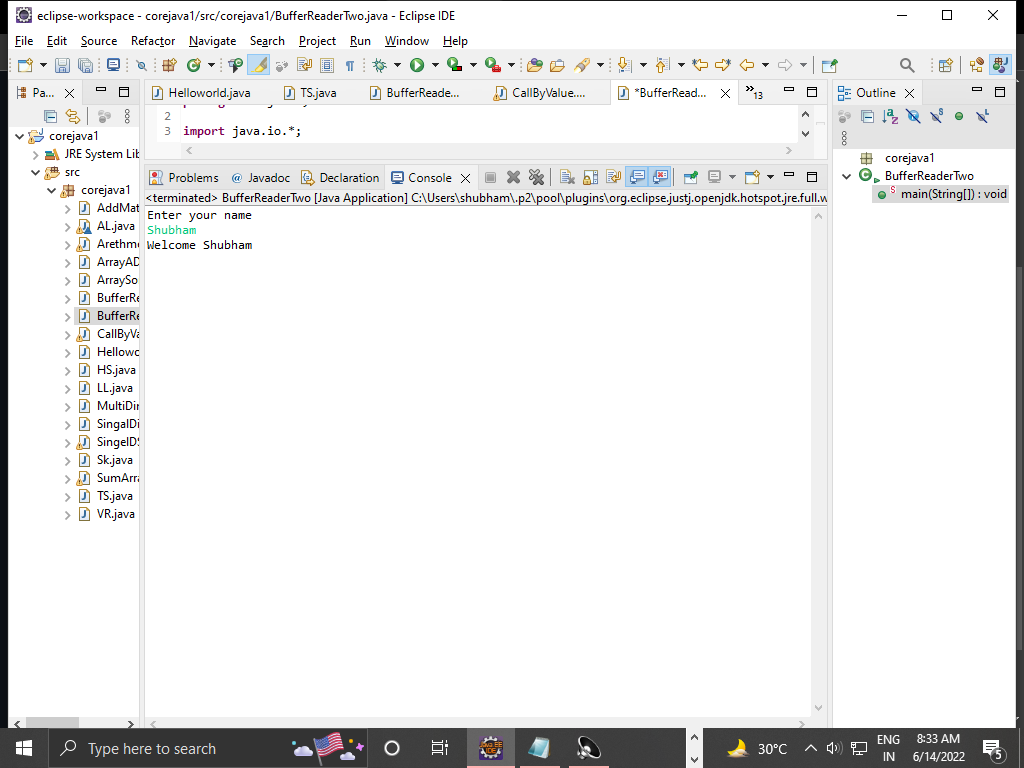 eclipse-workspace - corejava1/src/corejava1/BufferReaderTwo.java - Eclipse IDE
File Edit Source Refactor Navigate Search Project Run Window Help
Pa...
Helloworld.java TS.java BufferReade... CallByValue.... *BufferRead... »13
Outline
2
3 import java.io.*;
corejava1
JRE System Lib
src
corejava1
AddMat
AL.java
Arethm
ArrayAD
ArraySo
BufferRe
BufferRe
CallByVa
Hellowo
HS.java
LL.java
MultiDir
SingalDi
SingelDS
Sk.java
SumArra
TS.java
VR.java
Problems @ Javadoc Declaration Console
<terminated> BufferReaderTwo [Java Application] C:\Users\shubham\.p2\pool\plugins\org.eclipse.justj.openjdk.hotspot.jre.full.w
Enter your name
Shubham
Welcome Shubham
corejava1
BufferReaderTwo
main(String[]) : void
Type here to search
30°C
ENG
IN
8:33 AM
6/14/2022
5